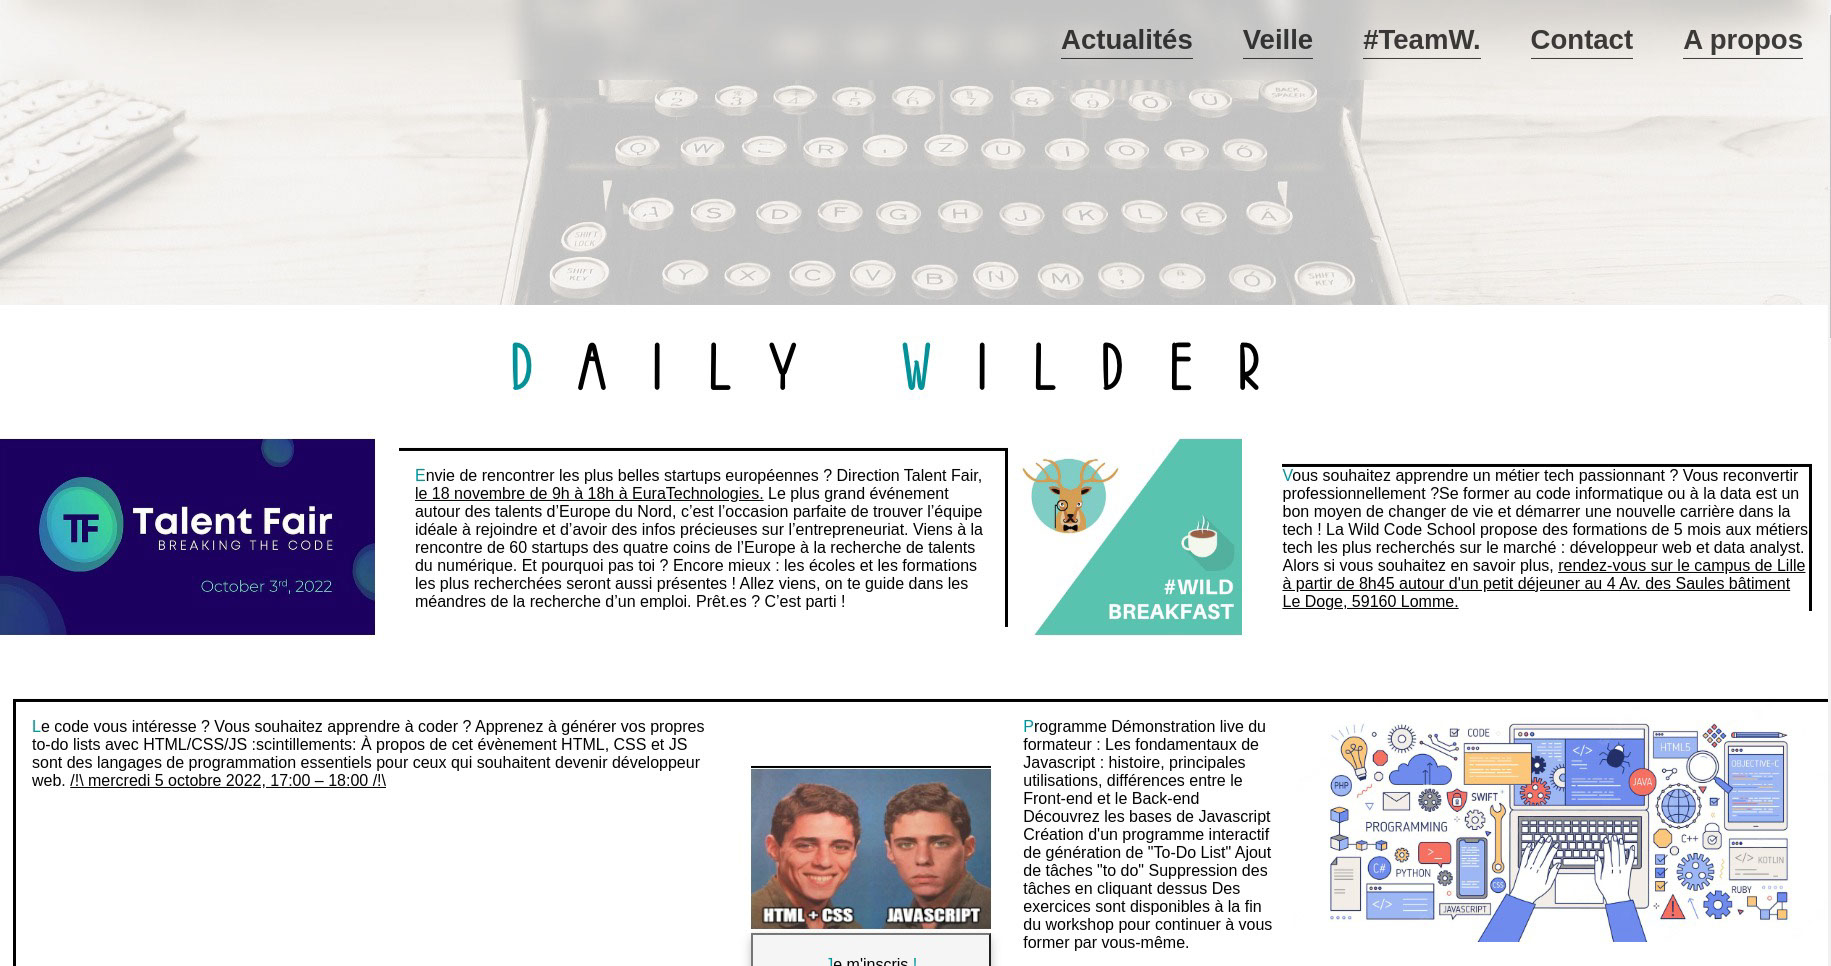 Actualités Veille #TeamW. Contact A propos
2 3 4 5 6 7 8 9 Ö Ü BACK SPACER
Q W E R T Z U I O P Ő
A S D F G H J K L É Á
SHIFT LOCK
SHIFT KEY Y X C V B N M Ó SHIFT KEY
DAILY WILDER
TF Talent Fair
BREAKING THE CODE
October 3rd, 2022
Envie de rencontrer les plus belles startups européennes ? Direction Talent Fair,
le 18 novembre de 9h à 18h à EuraTechnologies. Le plus grand événement
autour des talents d’Europe du Nord, c’est l’occasion parfaite de trouver l’équipe
idéale à rejoindre et d’avoir des infos précieuses sur l’entrepreneuriat. Viens à la
rencontre de 60 startups des quatre coins de l’Europe à la recherche de talents
du numérique. Et pourquoi pas toi ? Encore mieux : les écoles et les formations
les plus recherchées seront aussi présentes ! Allez viens, on te guide dans les
méandres de la recherche d’un emploi. Prêt.es ? C’est parti !
#WILD
BREAKFAST
Vous souhaitez apprendre un métier tech passionnant ? Vous reconvertir
professionnellement ?Se former au code informatique ou à la data est un
bon moyen de changer de vie et démarrer une nouvelle carrière dans la
tech ! La Wild Code School propose des formations de 5 mois aux métiers
tech les plus recherchés sur le marché : développeur web et data analyst.
Alors si vous souhaitez en savoir plus, rendez-vous sur le campus de Lille
à partir de 8h45 autour d'un petit déjeuner au 4 Av. des Saules bâtiment
Le Doge, 59160 Lomme.
Le code vous intéresse ? Vous souhaitez apprendre à coder ? Apprenez à générer vos propres
to-do lists avec HTML/CSS/JS :scintillements: À propos de cet évènement HTML, CSS et JS
sont des langages de programmation essentiels pour ceux qui souhaitent devenir développeur
web. /!\ mercredi 5 octobre 2022, 17:00 – 18:00 /!\
HTML + CSS JAVASCRIPT
Je m'inscris !
Programme Démonstration live du
formateur : Les fondamentaux de
Javascript : histoire, principales
utilisations, différences entre le
Front-end et le Back-end
Découvrez les bases de Javascript
Création d'un programme interactif
de génération de "To-Do List" Ajout
de tâches "to do" Suppression des
tâches en cliquant dessus Des
exercices sont disponibles à la fin
du workshop pour continuer à vous
former par vous-même.
CODE
</>
HTML5
OBJECTIVE-C
PHP
JAVA
SWIFT
PROGRAMMING
C++
>_
</> KOTLIN
C#
PYTHON
CSS
RUBY
</>
JAVASCRIPT